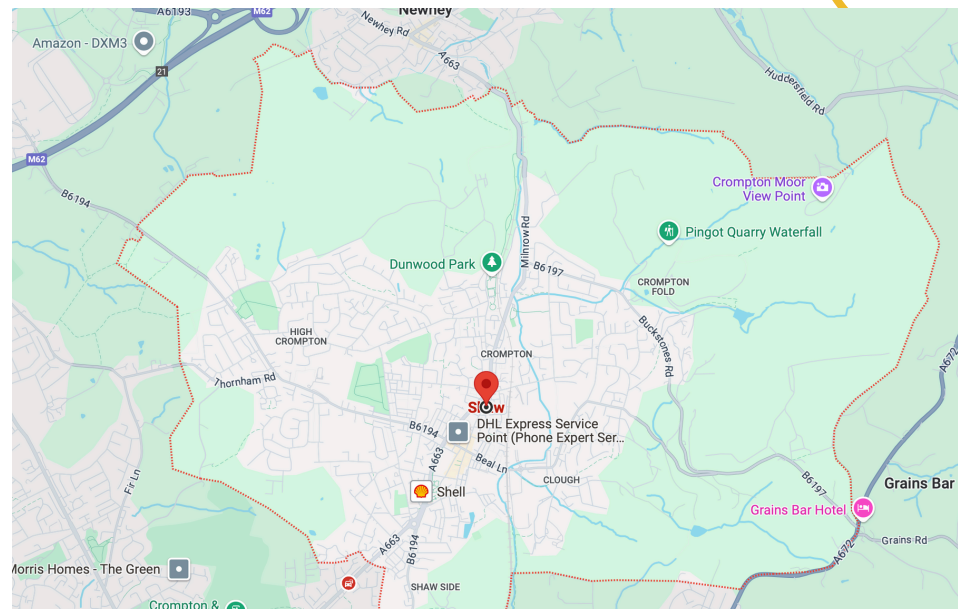 A6193
M62
Newhey
Newhey Rd
Amazon - DXM3
A663
21
Huddersfield Rd
M62
B6194
Crompton Moor
View Point
Pingot Quarry Waterfall
Milnrow Rd
Dunwood Park
B6197
CROMPTON
FOLD
HIGH
CROMPTON
Buckstones Rd
CROMPTON
A672
Thornham Rd
Shaw
DHL Express Service
Point (Phone Expert Ser...
B6194
A663
Beal Ln
Fir Ln
Shell
CLOUGH
B6197
Grains Bar
Grains Bar Hotel
Grains Rd
A663
B6194
A672
Morris Homes - The Green
SHAW SIDE
Crompton &